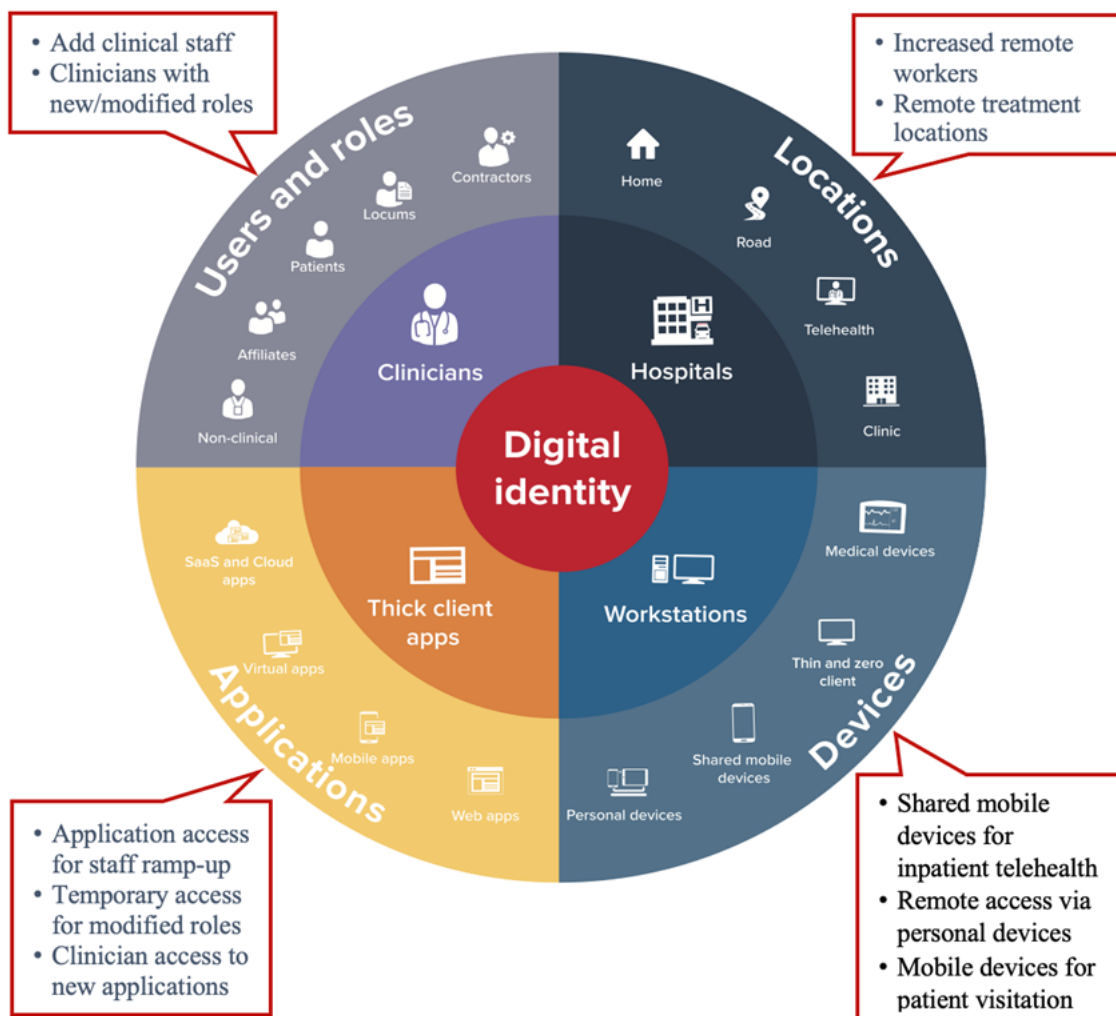 • Add clinical staff
• Clinicians with
new/modified roles
• Increased remote
workers
• Remote treatment
locations
Users and roles
Contractors
Locums
Patients
Affiliates
Non-clinical
Clinicians
Locations
Home
Road
Telehealth
Clinic
Hospitals
Digital
identity
Applications
SaaS and Cloud
apps
Virtual apps
Mobile apps
Web apps
Thick client
apps
Devices
Medical devices
Thin and zero
client
Shared mobile
devices
Personal devices
Workstations
• Application access
for staff ramp-up
• Temporary access
for modified roles
• Clinician access to
new applications
• Shared mobile
devices for
inpatient telehealth
• Remote access via
personal devices
• Mobile devices for
patient visitation